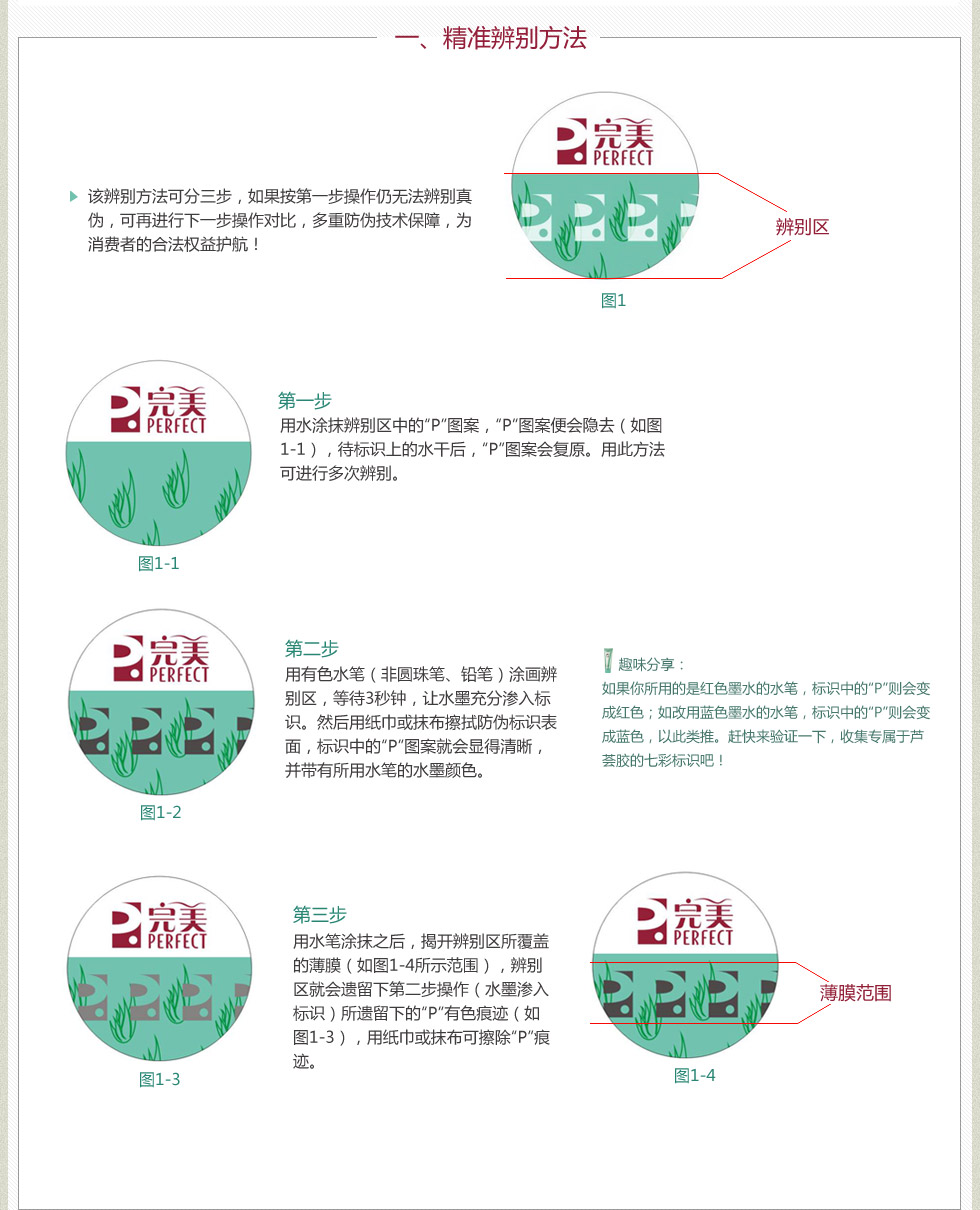 一、精准辨别方法
完美
PERFECT
该辨别方法可分三步，如果按第一步操作仍无法辨别真
伪，可再进行下一步操作对比，多重防伪技术保障，为
消费者的合法权益护航！
辨别区
图1
完美
PERFECT
图1-1
第一步
用水涂抹辨别区中的“P”图案，“P”图案便会隐去（如图
1-1），待标识上的水干后，“P”图案会复原。用此方法
可进行多次辨别。
完美
PERFECT
图1-2
第二步
用有色水笔（非圆珠笔、铅笔）涂画辨
别区，等待3秒钟，让水墨充分渗入标
识。然后用纸巾或抹布擦拭防伪标识表
面，标识中的“P”图案就会显得清晰，
并带有所用水笔的水墨颜色。
趣味分享：
如果你所用的是红色墨水的水笔，标识中的“P”则会变
成红色；如改用蓝色墨水的水笔，标识中的“P”则会变
成蓝色，以此类推。赶快来验证一下，收集专属于芦
荟胶的七彩标识吧！
完美
PERFECT
图1-3
第三步
用水笔涂抹之后，揭开辨别区所覆盖
的薄膜（如图1-4所示范围），辨别
区就会遗留下第二步操作（水墨渗入
标识）所遗留下的“P”有色痕迹（如
图1-3），用纸巾或抹布可擦除“P”痕
迹。
完美
PERFECT
薄膜范围
图1-4